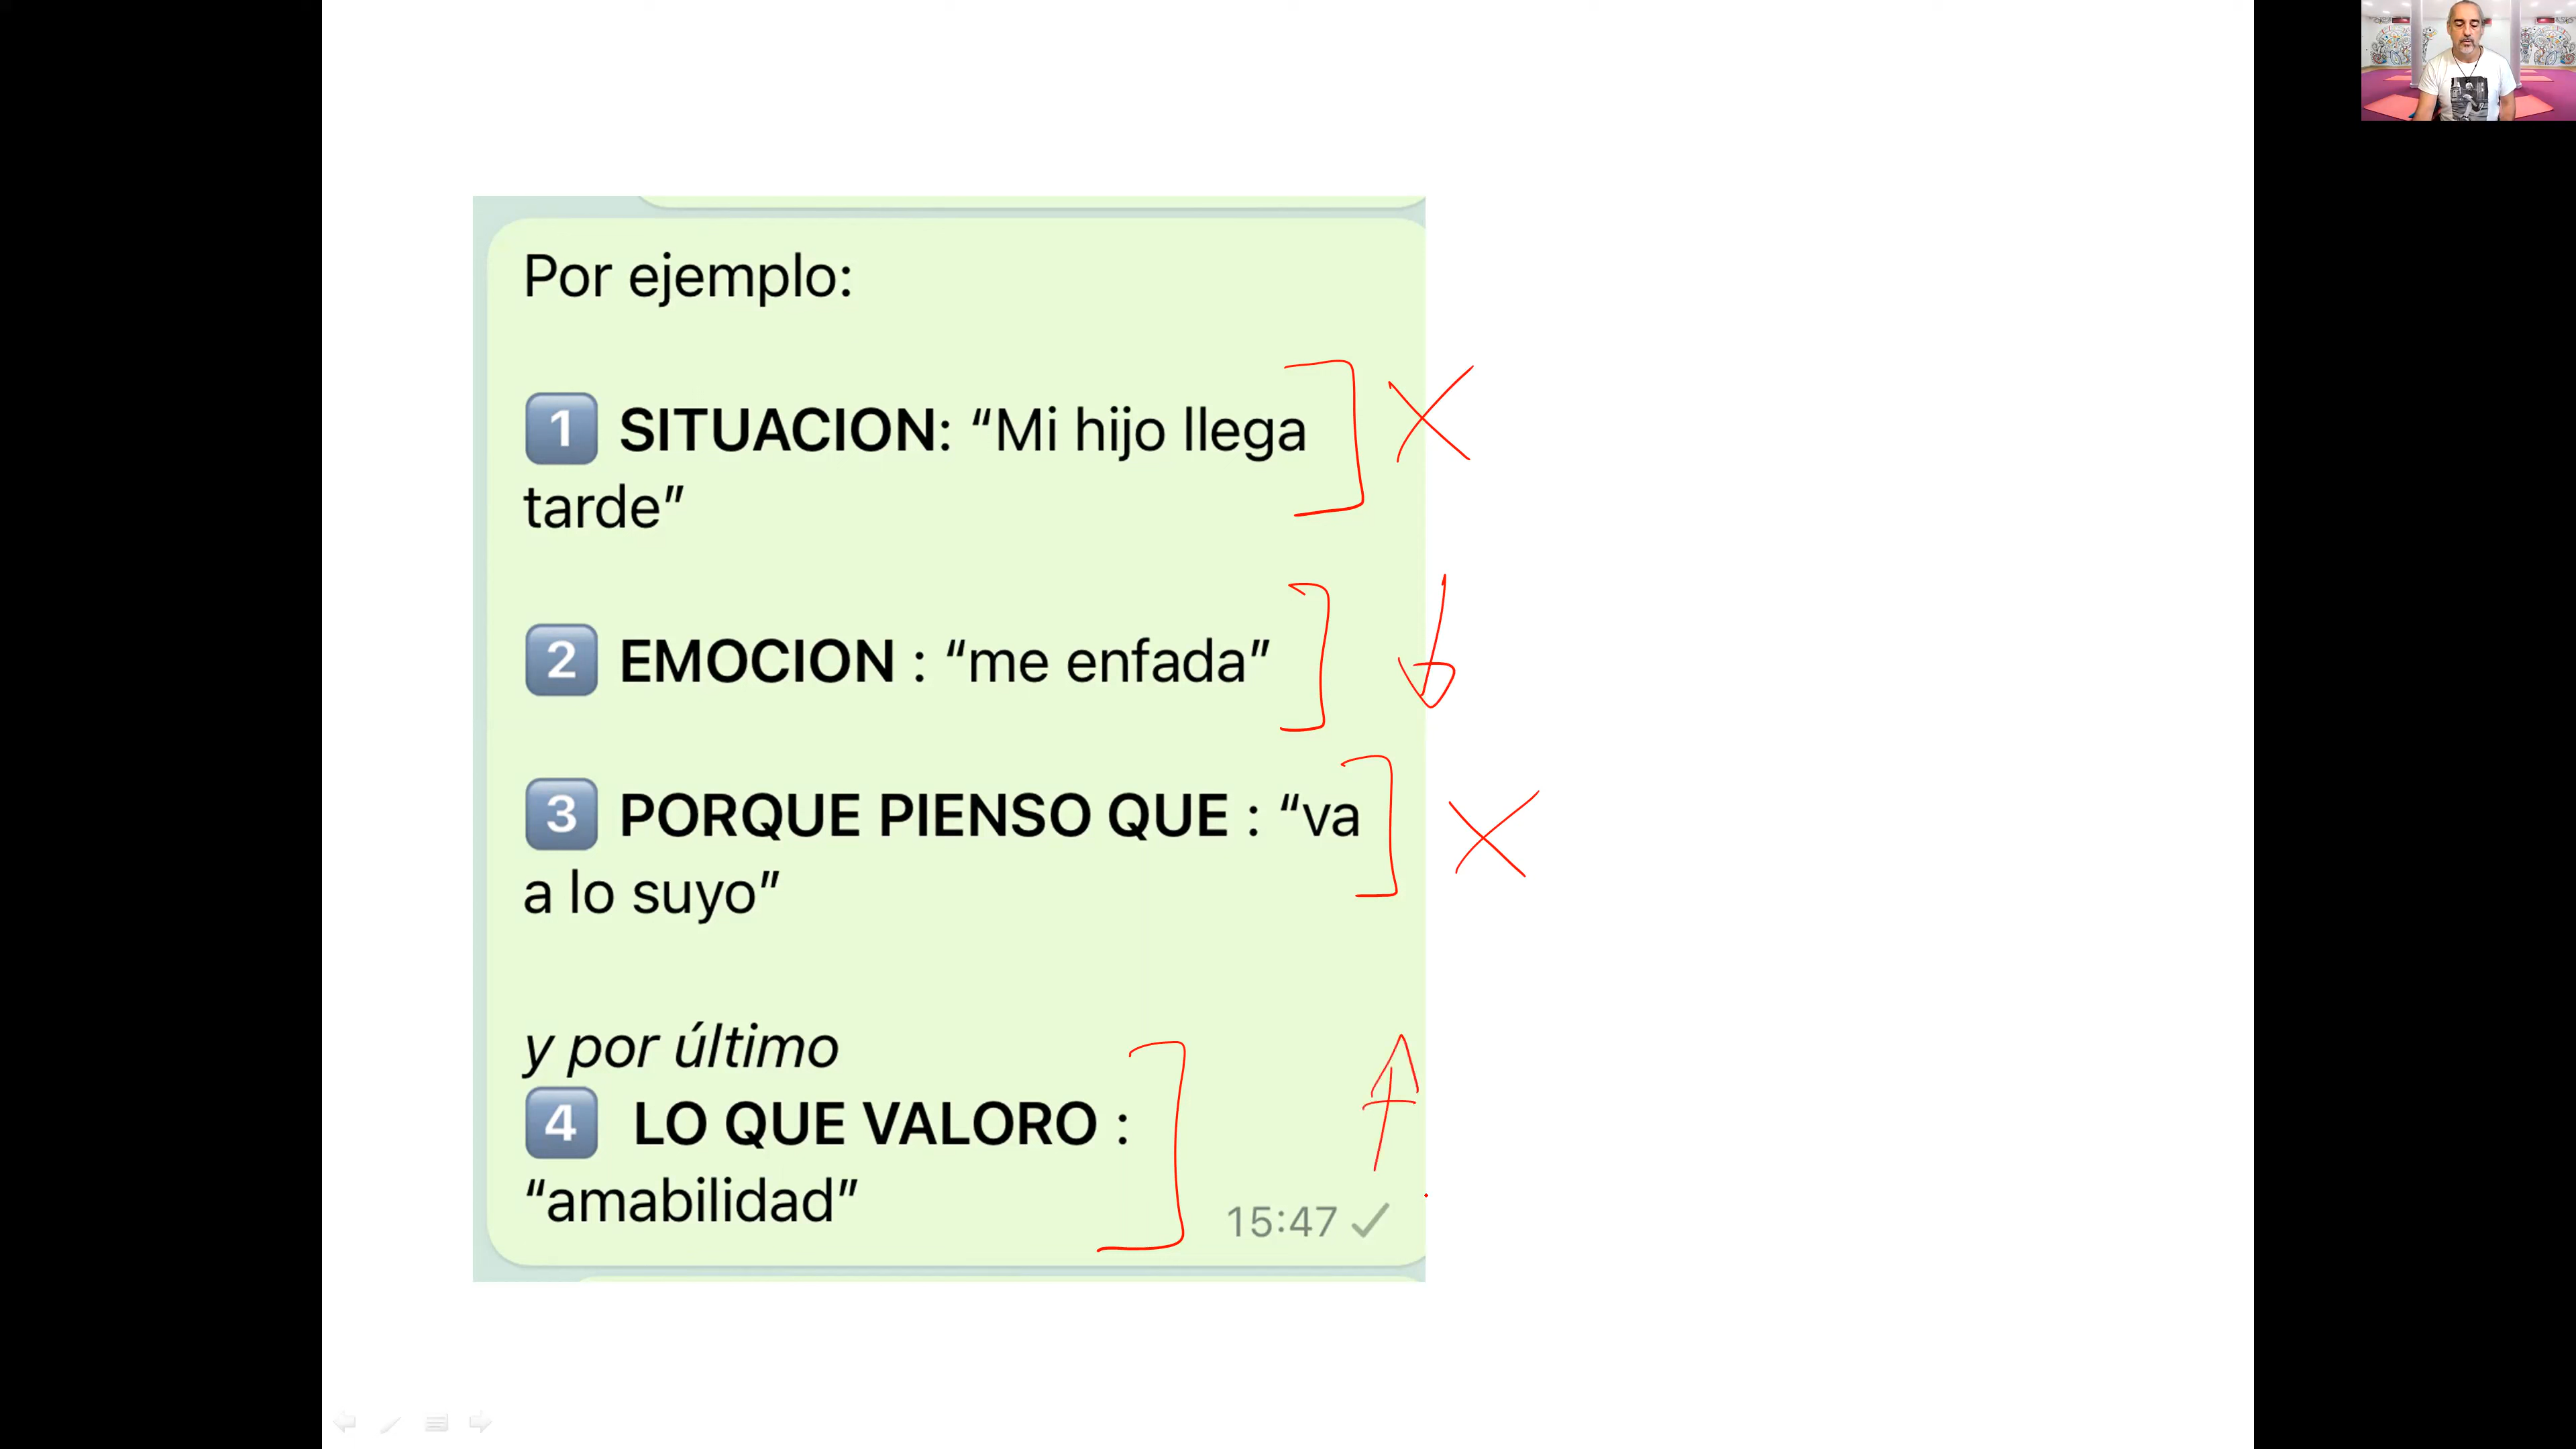 Por ejemplo:
1 SITUACION: “Mi hijo llega
tarde”
2 EMOCION : “me enfada”
3 PORQUE PIENSO QUE : “va
a lo suyo”
y por último
4 LO QUE VALORO :
“amabilidad”
15:47